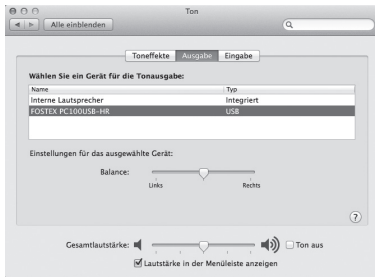 Ton
Alle einblenden
Toneffekte Ausgabe Eingabe
Wählen Sie ein Gerät für die Tonausgabe:
Name Typ
Interne Lautsprecher Integriert
FOSTEX PC100USB-HR USB
Einstellungen für das ausgewählte Gerät:
Balance:
Links Rechts
?
Gesamtlautstärke: Ton aus
Lautstärke in der Menüleiste anzeigen